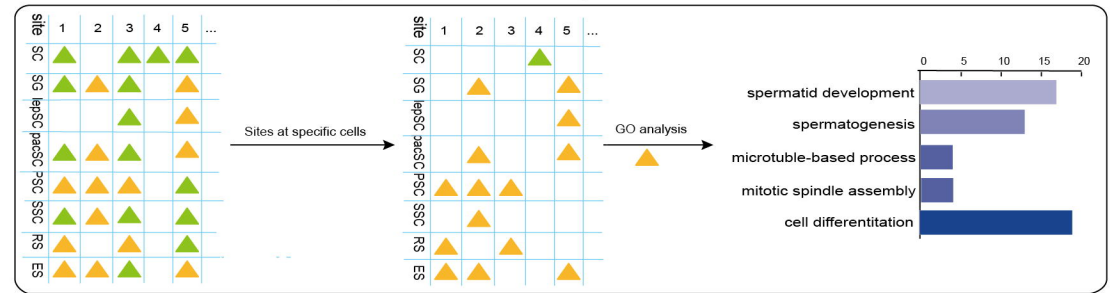 site 1 2 3 4 5 ...
SC
SG
lepSC
pacSC
PSC
SSC
RS
ES
Sites at specific cells
site 1 2 3 4 5 ...
SC
SG
lepSC
pacSC
PSC
SSC
RS
ES
GO analysis
0 5 10 15 20
spermatid development
spermatogenesis
microtuble-based process
mitotic spindle assembly
cell differentitation